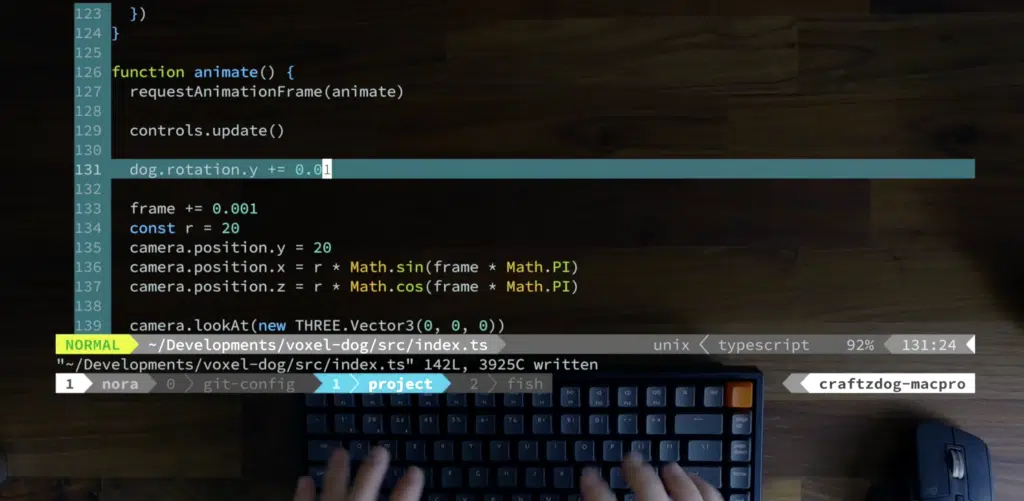 123 })
124 }
125
126 function animate() {
127 requestAnimationFrame(animate)
128
129 controls.update()
130
131 dog.rotation.y += 0.01
132
133 frame += 0.001
134 const r = 20
135 camera.position.y = 20
136 camera.position.x = r * Math.sin(frame * Math.PI)
137 camera.position.z = r * Math.cos(frame * Math.PI)
138
139 camera.lookAt(new THREE.Vector3(0, 0, 0))
NORMAL ~/Developments/voxel-dog/src/index.ts unix typescript 92% 131:24
"~/Developments/voxel-dog/src/index.ts" 142L, 3925C written
1 nora 0 git-config 1 project 2 fish craftzdog-macpro